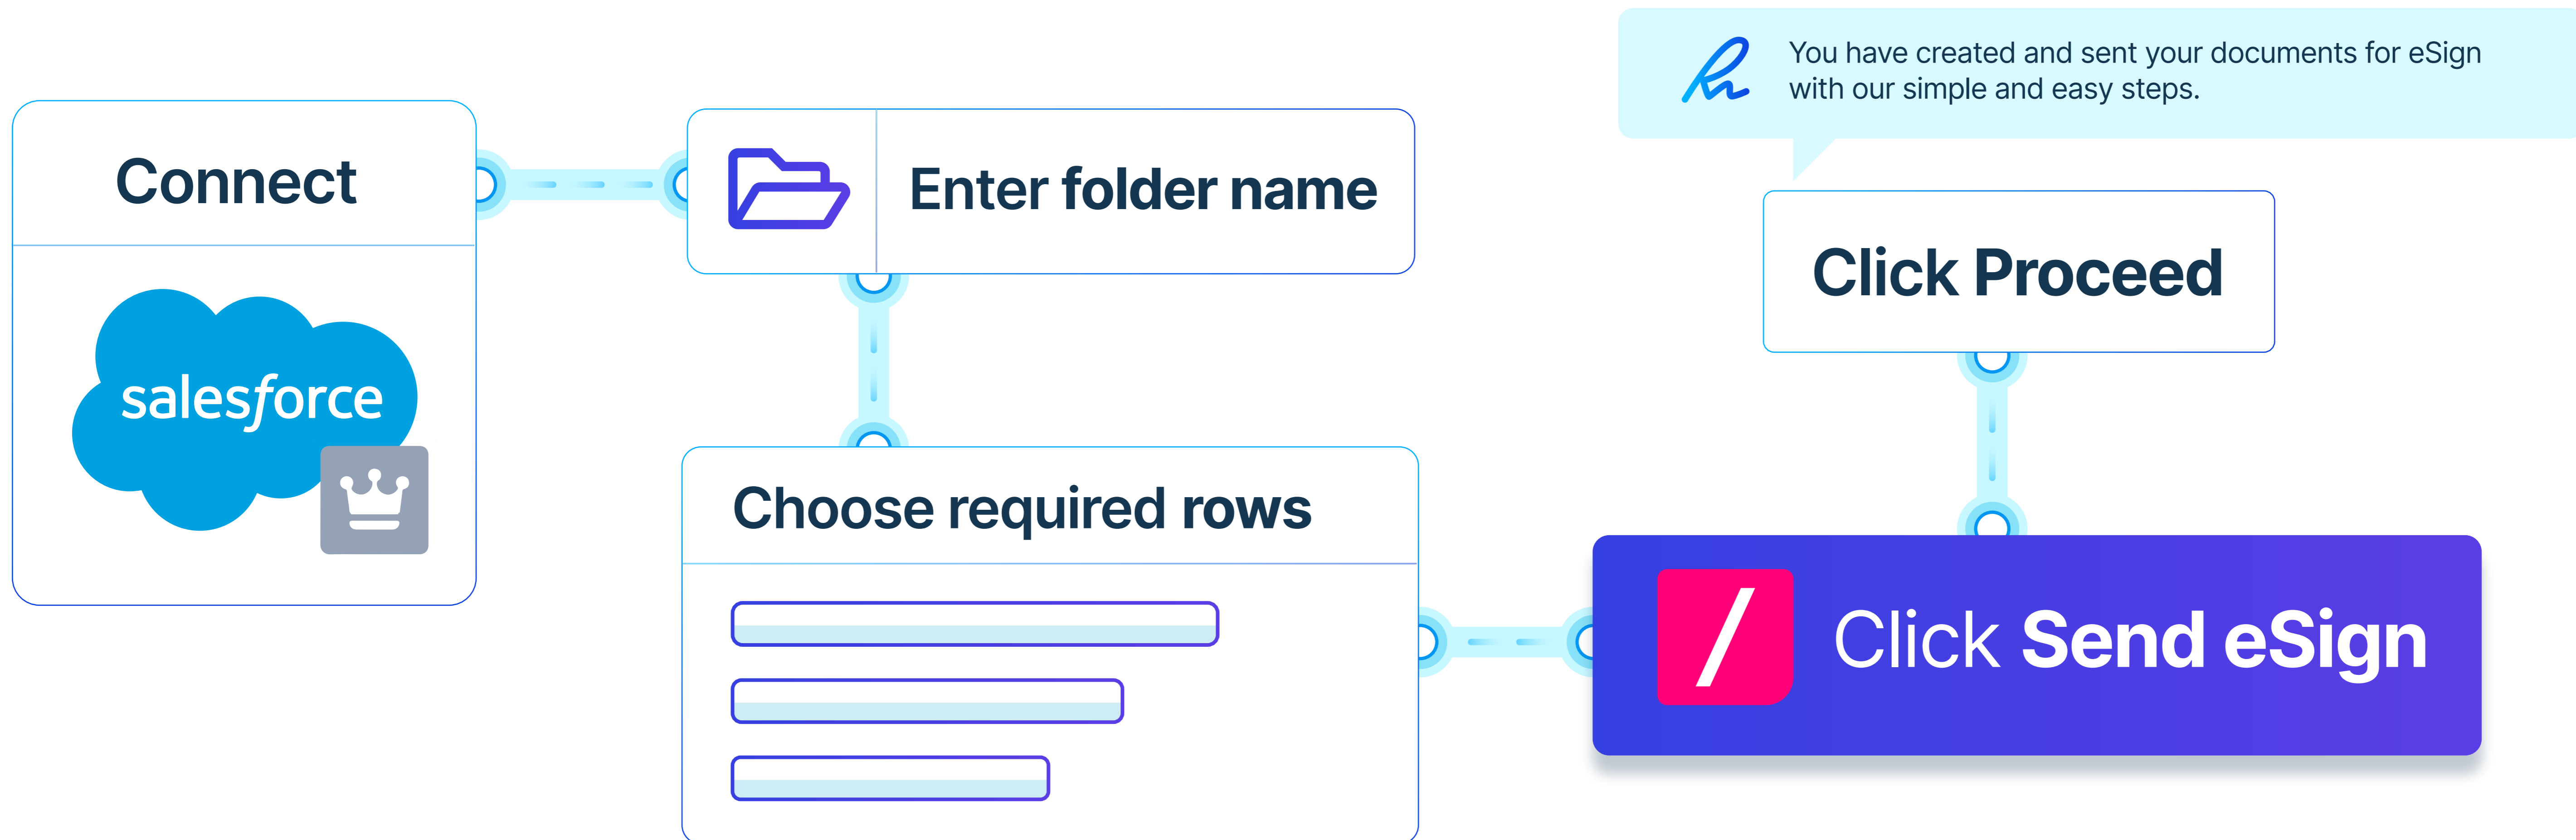 Connect
salesforce
Enter folder name
Choose required rows
Click Send eSign
Click Proceed
You have created and sent your documents for eSign
with our simple and easy steps.